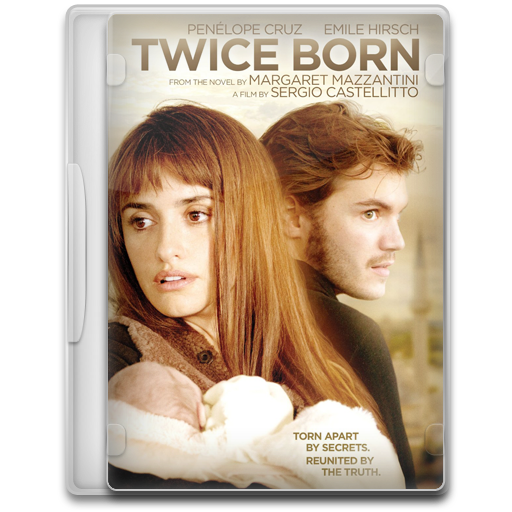 PENÉLOPE CRUZ EMILE HIRSCH
TWICE BORN
FROM THE NOVEL BY MARGARET MAZZANTINI
A FILM BY SERGIO CASTELLITTO
TORN APART
BY SECRETS.
REUNITED BY
THE TRUTH.